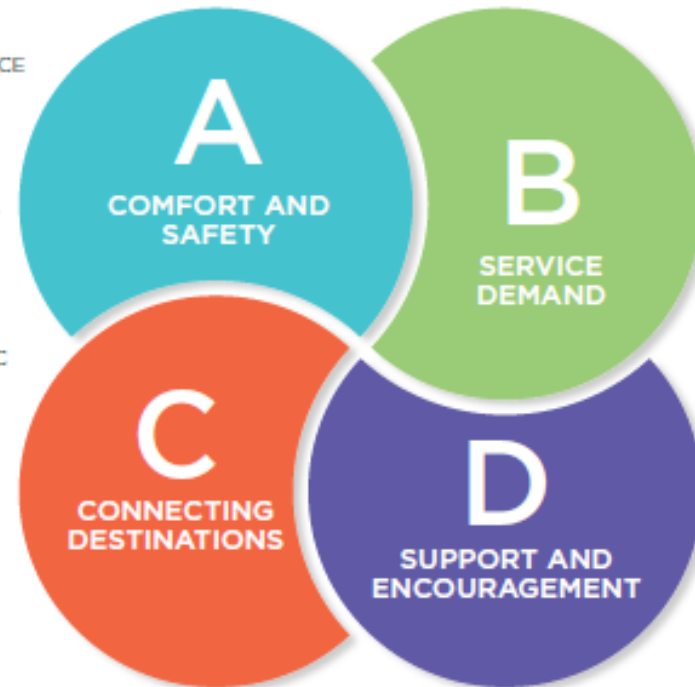 A
COMFORT AND
SAFETY
B
SERVICE
DEMAND
C
CONNECTING
DESTINATIONS
D
SUPPORT AND
ENCOURAGEMENT